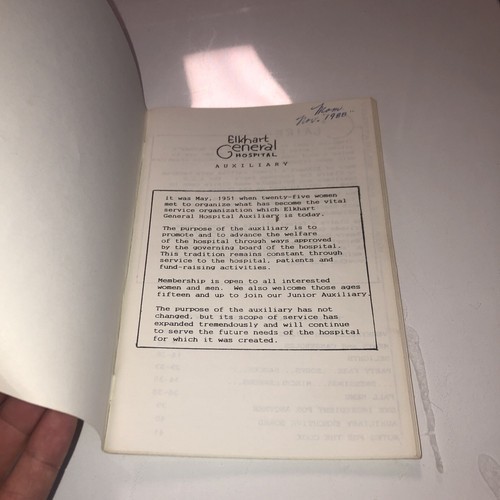 Mom
Nov. 1988
Elkhart
General
HOSPITAL
AUXILIARY
It was May, 1951 when twenty-five women
met to organize what has become the vital
service organization which Elkhart
General Hospital Auxiliary is today.
The purpose of the auxiliary is to
promote and to advance the welfare
of the hospital through ways approved
by the governing board of the hospital.
This tradition remains constant through
service to the hospital, patients and
fund-raising activities.
Membership is open to all interested
women and men. We also welcome those ages
fifteen and up to join our Junior Auxiliary.
The purpose of the auxiliary has not
changed, but its scope of service has
expanded tremendously and will continue
to serve the future needs of the hospital
for which it was created.